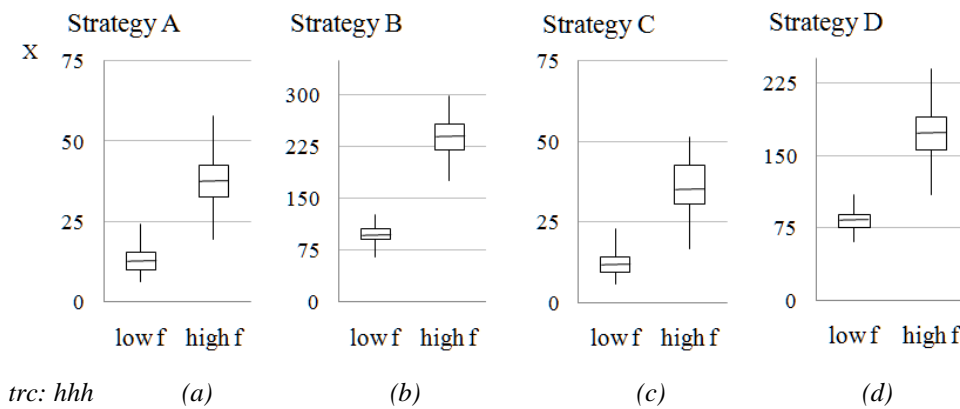 Strategy A
X
75
50
25
0
low f high f
Strategy B
300
225
150
75
0
low f high f
Strategy C
75
50
25
0
low f high f
Strategy D
225
150
75
0
low f high f
trc: hhh (a) (b) (c) (d)